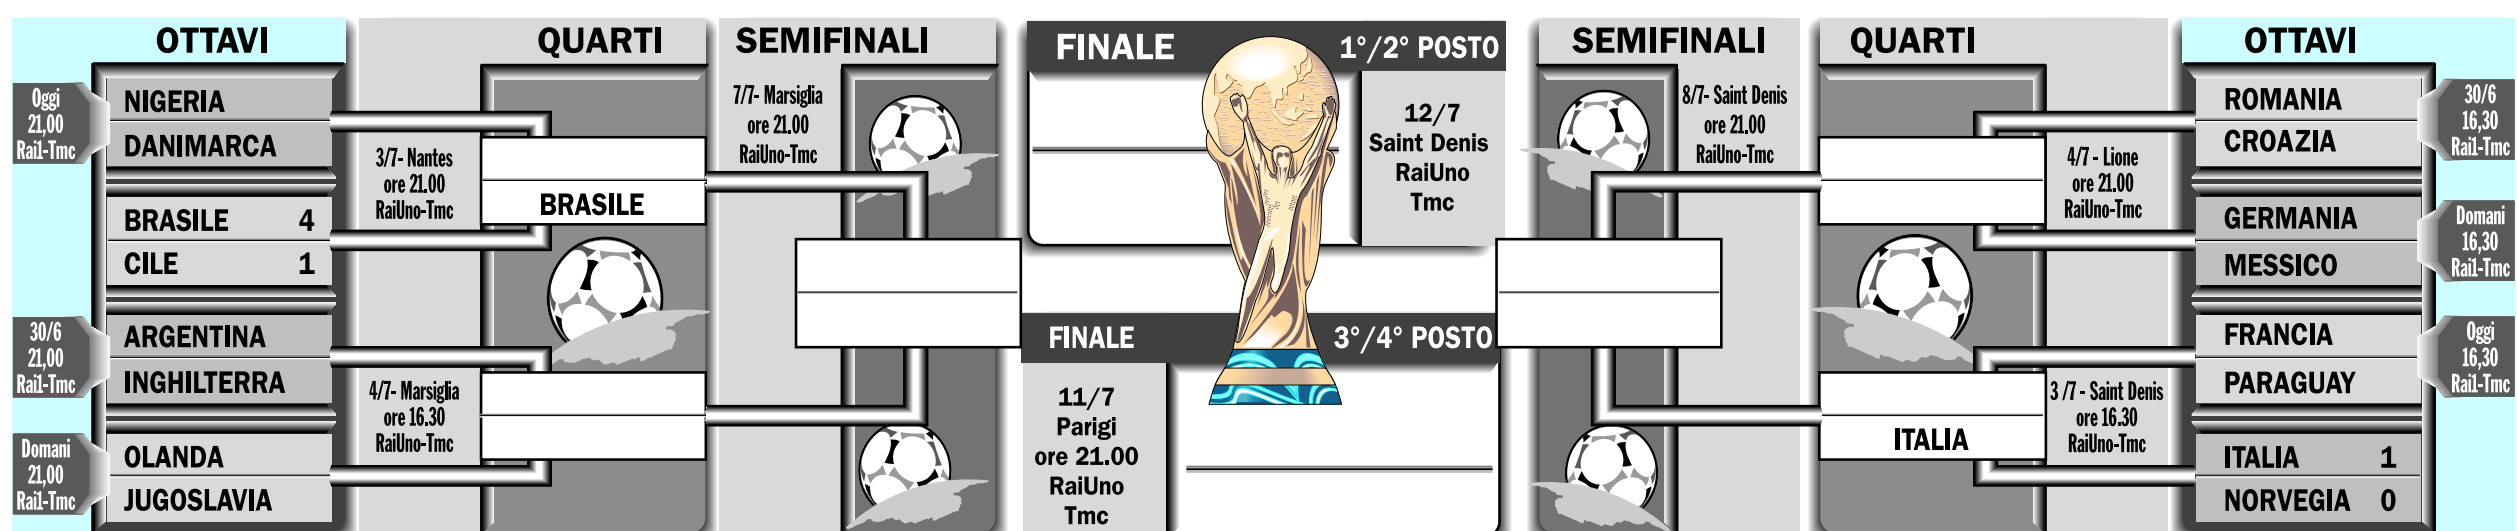 OTTAVI
Oggi
21,00
Rai1-Tmc
NIGERIA
DANIMARCA
BRASILE 4
CILE 1
30/6
21,00
Rai1-Tmc
ARGENTINA
INGHILTERRA
Domani
21,00
Rai1-Tmc
OLANDA
JUGOSLAVIA
QUARTI
3/7- Nantes
ore 21.00
RaiUno-Tmc
BRASILE
4/7- Marsiglia
ore 16.30
RaiUno-Tmc
SEMIFINALI
7/7- Marsiglia
ore 21.00
RaiUno-Tmc
FINALE 1°/2° POSTO
12/7
Saint Denis
RaiUno
Tmc
FINALE 3°/4° POSTO
11/7
Parigi
ore 21.00
RaiUno
Tmc
SEMIFINALI
8/7- Saint Denis
ore 21.00
RaiUno-Tmc
QUARTI
4/7 - Lione
ore 21.00
RaiUno-Tmc
3 /7 - Saint Denis
ore 16.30
RaiUno-Tmc
ITALIA
OTTAVI
ROMANIA
CROAZIA
30/6
16,30
Rai1-Tmc
GERMANIA
MESSICO
Domani
16,30
Rai1-Tmc
FRANCIA
PARAGUAY
Oggi
16,30
Rai1-Tmc
ITALIA 1
NORVEGIA 0